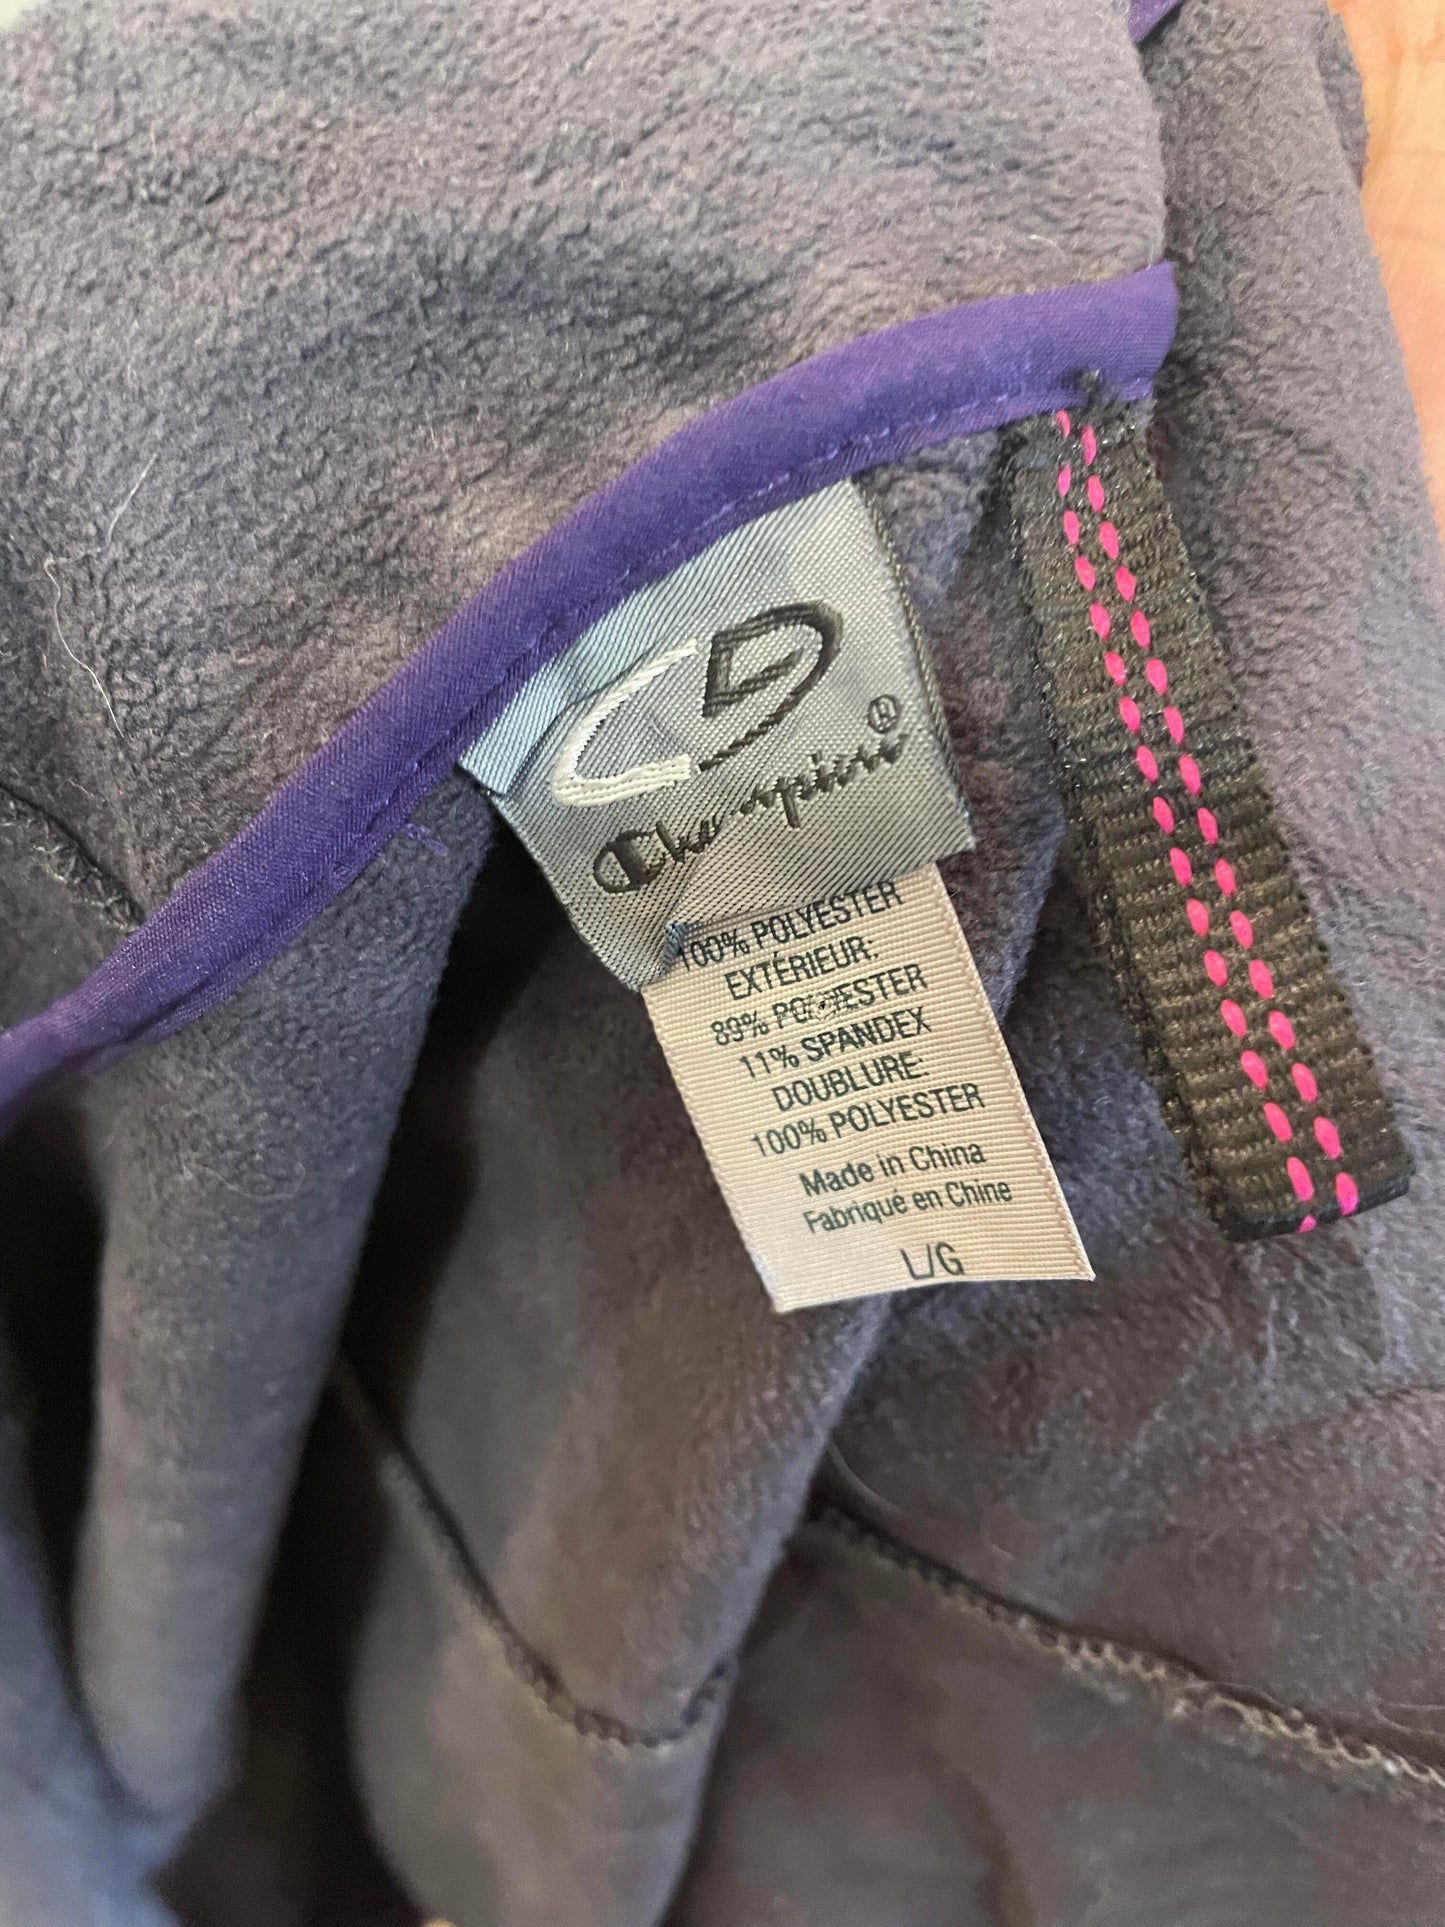 Champion®
100% POLYESTER
EXTÉRIEUR:
89% POLYESTER
11% SPANDEX
DOUBLURE:
100% POLYESTER
Made in China
Fabriqué en Chine
L/G